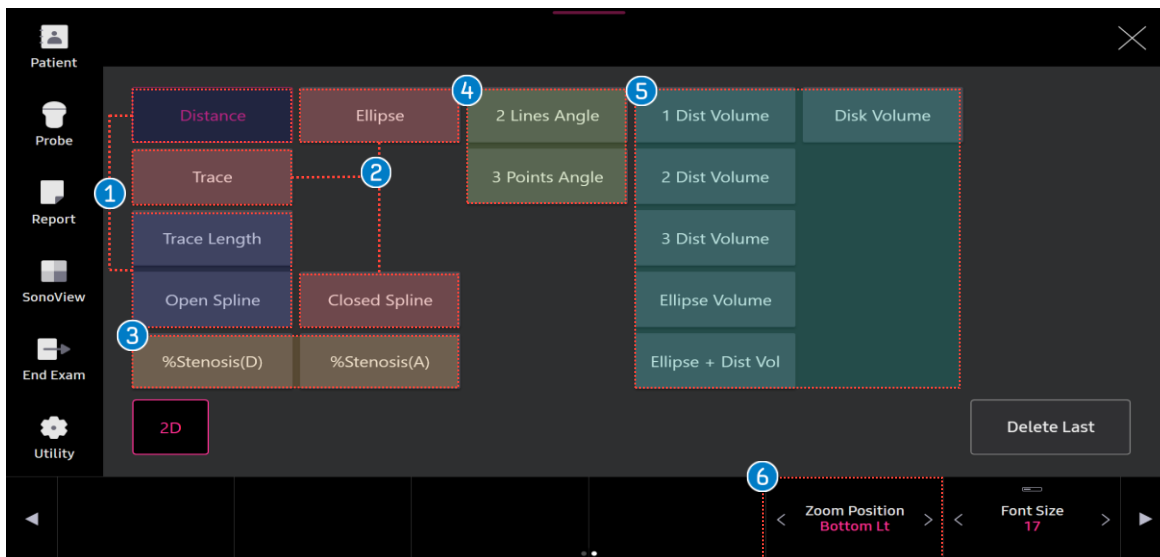 Patient
Probe
Report
SonoView
End Exam
Utility
1
Distance
Trace
Trace Length
Open Spline
2
Ellipse
Closed Spline
3
%Stenosis(D)
%Stenosis(A)
4
2 Lines Angle
3 Points Angle
5
1 Dist Volume
2 Dist Volume
3 Dist Volume
Ellipse Volume
Ellipse + Dist Vol
Disk Volume
2D
Delete Last
6
Zoom Position
Bottom Lt
Font Size
17